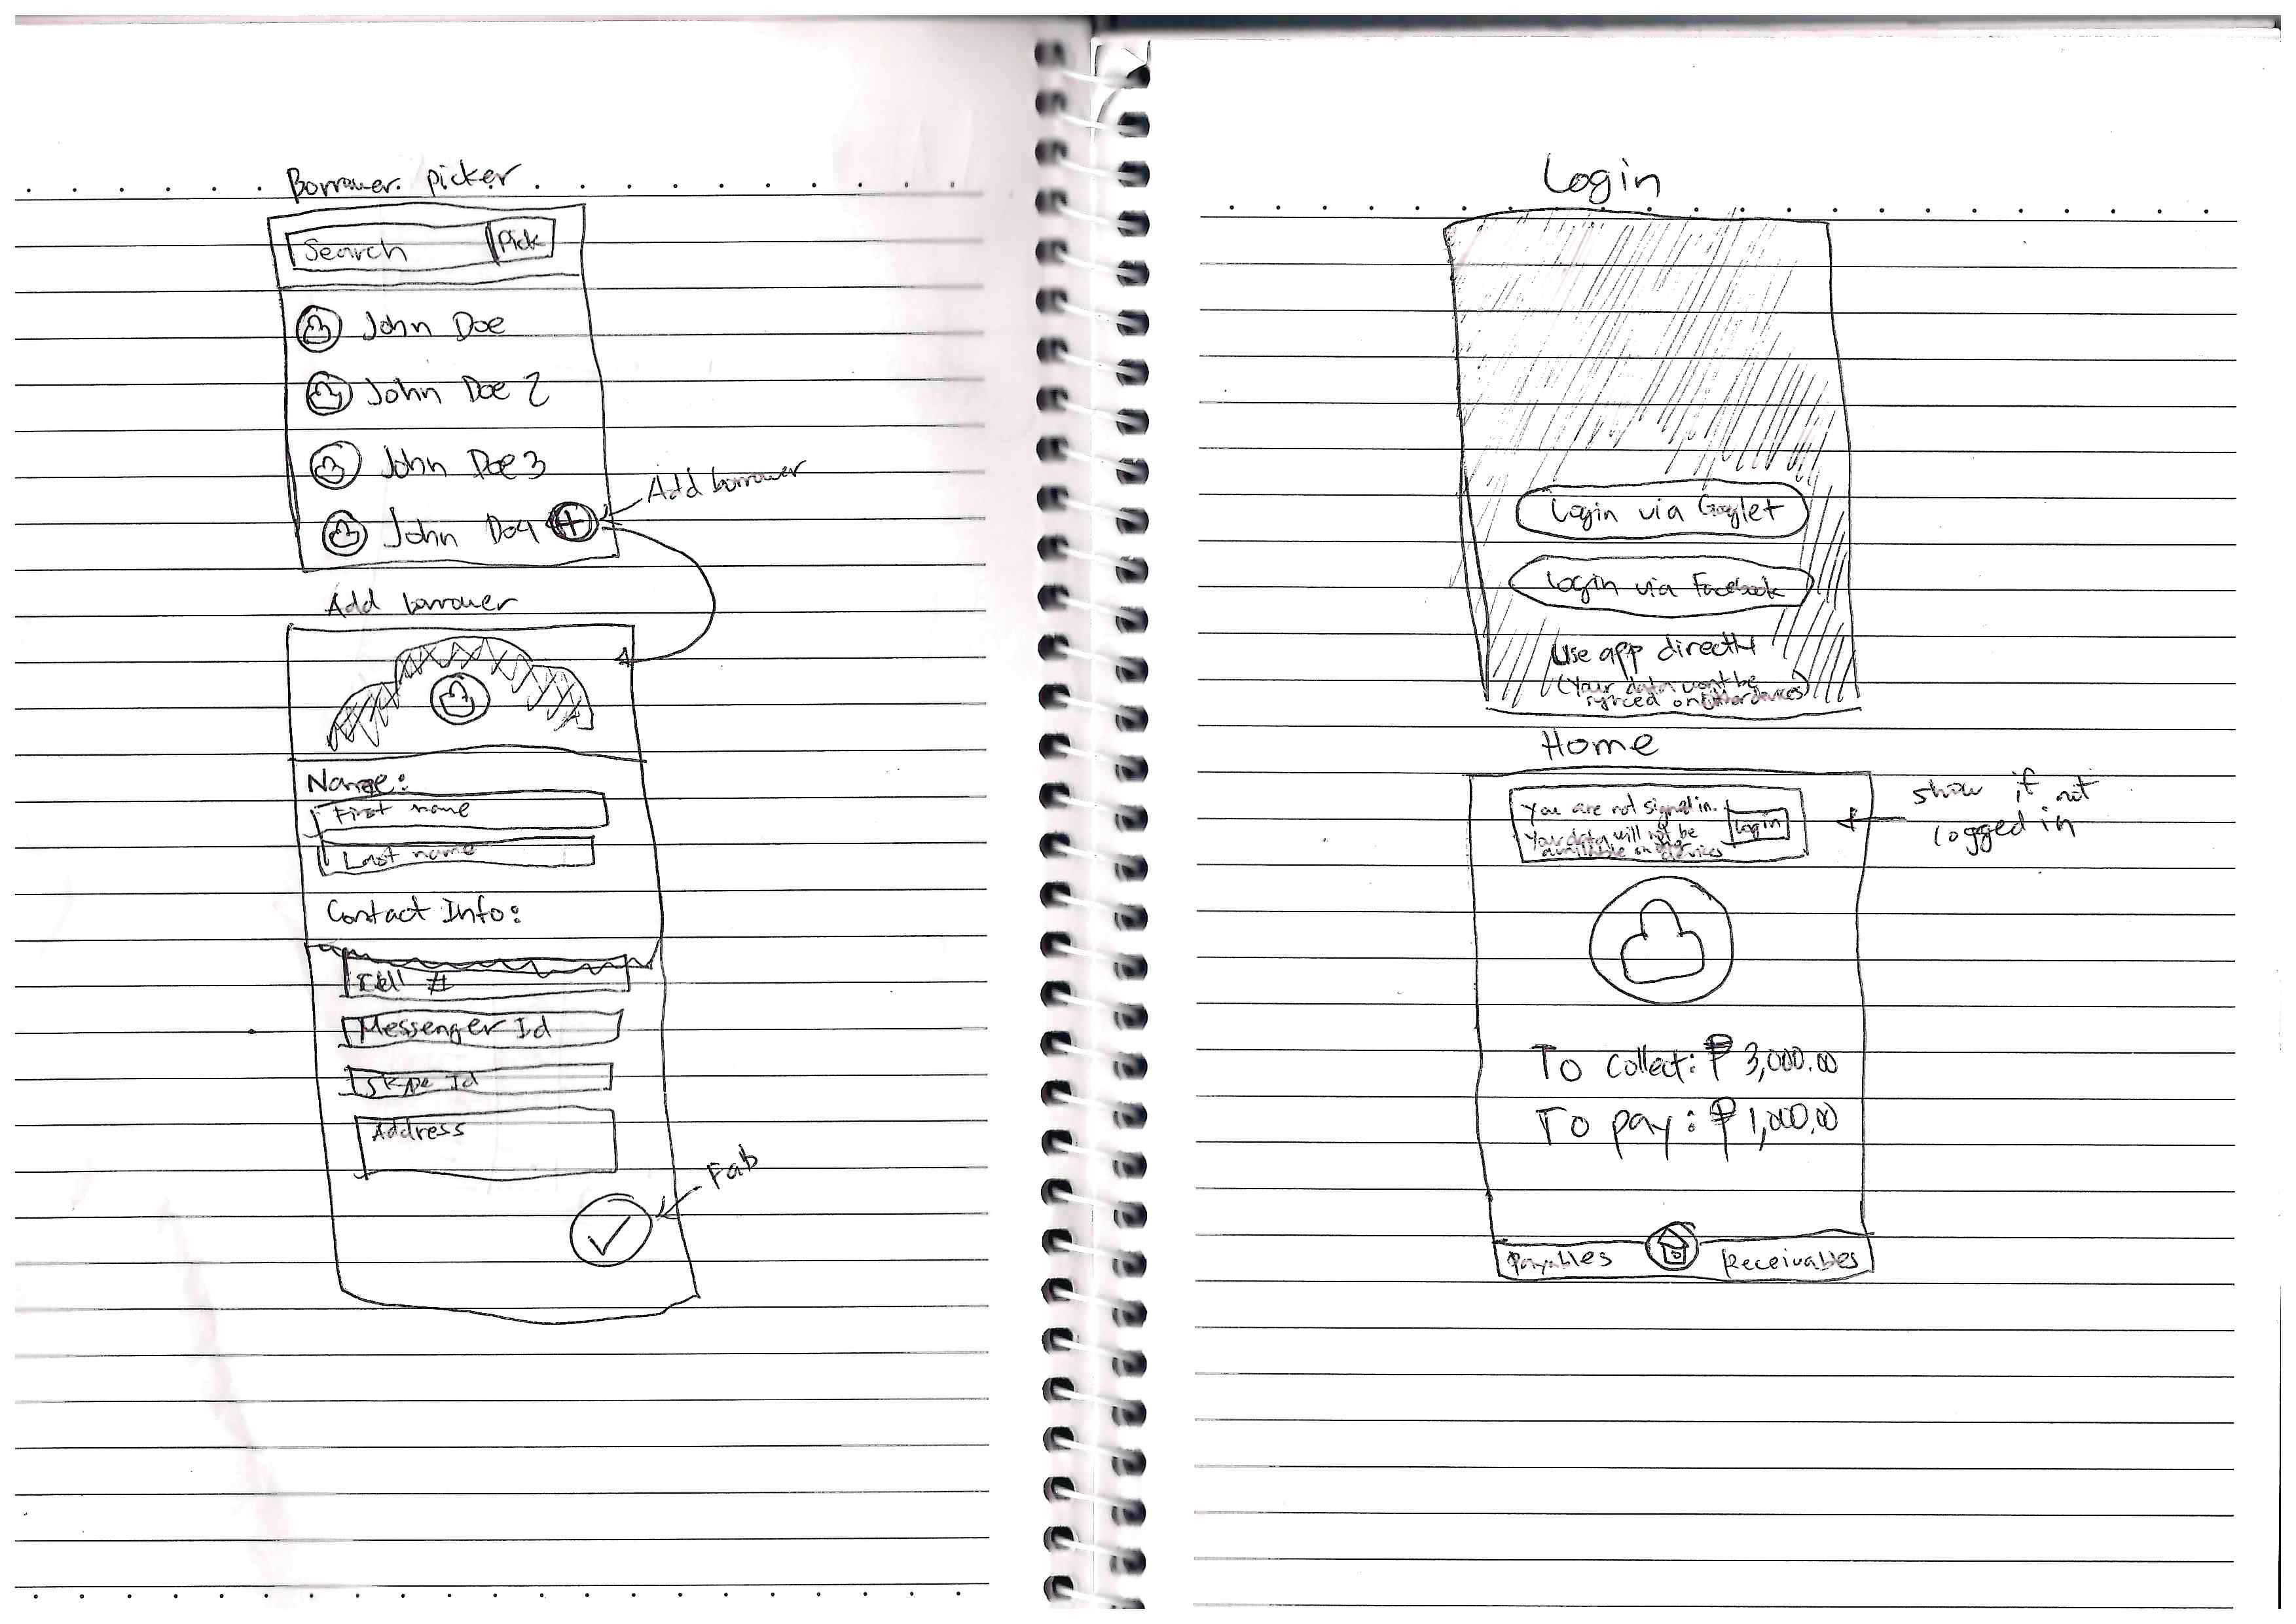 Borrower picker
Search Pick
John Doe
John Doe 2
John Doe 3
John Do4 +
Add borrower
Add borrower
Name:
First name
Last name
Contact Info:
Cell #
Messenger Id
Skype Id
Address
Fab
Login
Login via Google+
Login via Facebook
Use app directly
(Your data won't be
synced on other devices)
Home
You are not signed in.
Your data will not be
available on other devices
Login
show if not
logged in
To collect: ₱ 3,000.00
To pay: ₱ 1,000.00
Payables
Receivables